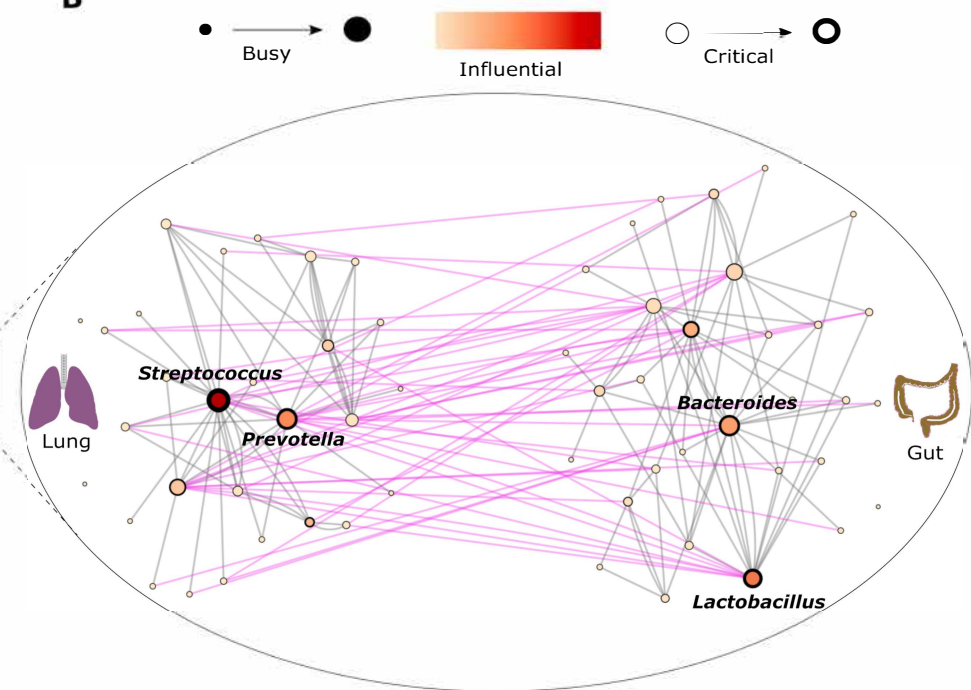 B
Busy
Influential
Critical
Streptococcus
Prevotella
Bacteroides
Lung
Gut
Lactobacillus